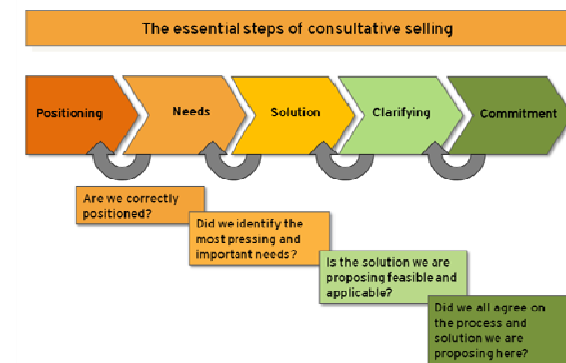 The essential steps of consultative selling
Positioning
Needs
Solution
Clarifying
Commitment
Are we correctly
positioned?
Did we identify the
most pressing and
important needs?
Is the solution we are
proposing feasible and
applicable?
Did we all agree on
the process and
solution we are
proposing here?